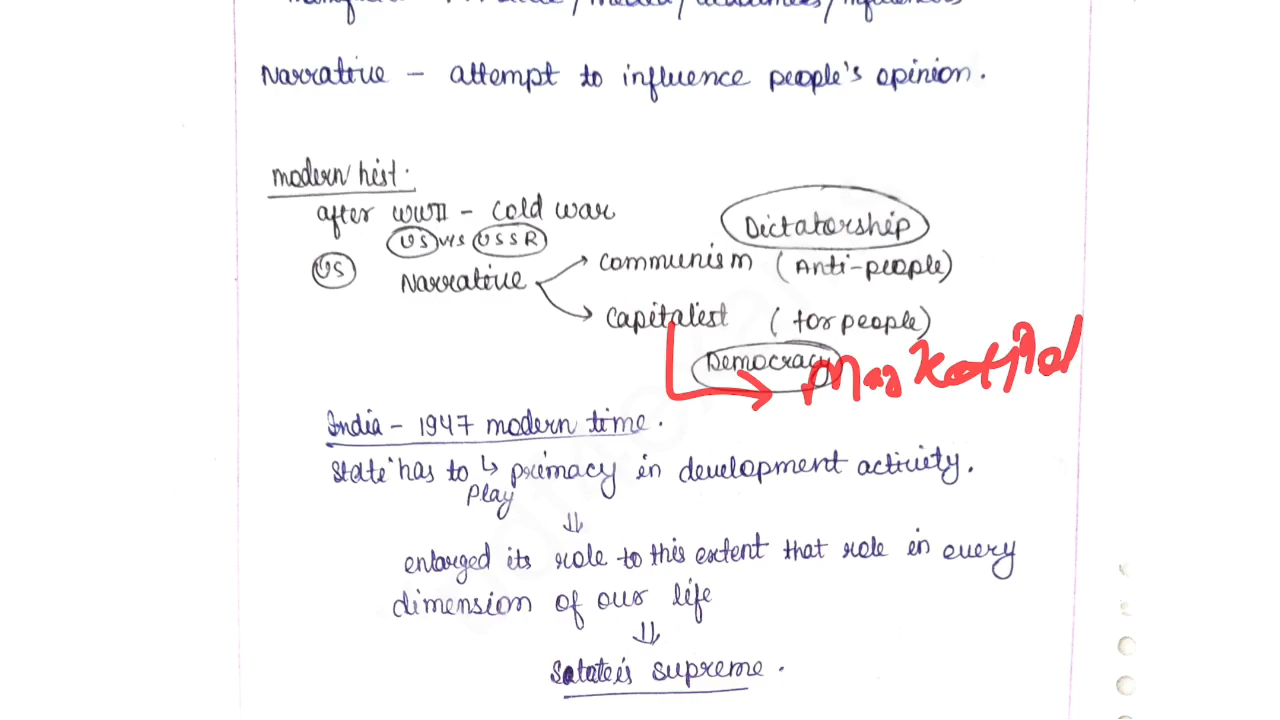 Narrative – attempt to influence people's opinion.
modern hist.
after WWII – cold war
US v/s USSR
Dictatorship
US
Narrative
communism (Anti-people)
capitalist (for people)
Democracy
India – 1947 modern time.
State has to ↳ primacy in development activity.
Play
⇓
enlarged its role to this extent that role in every
dimension of our life
⇓
State is supreme.